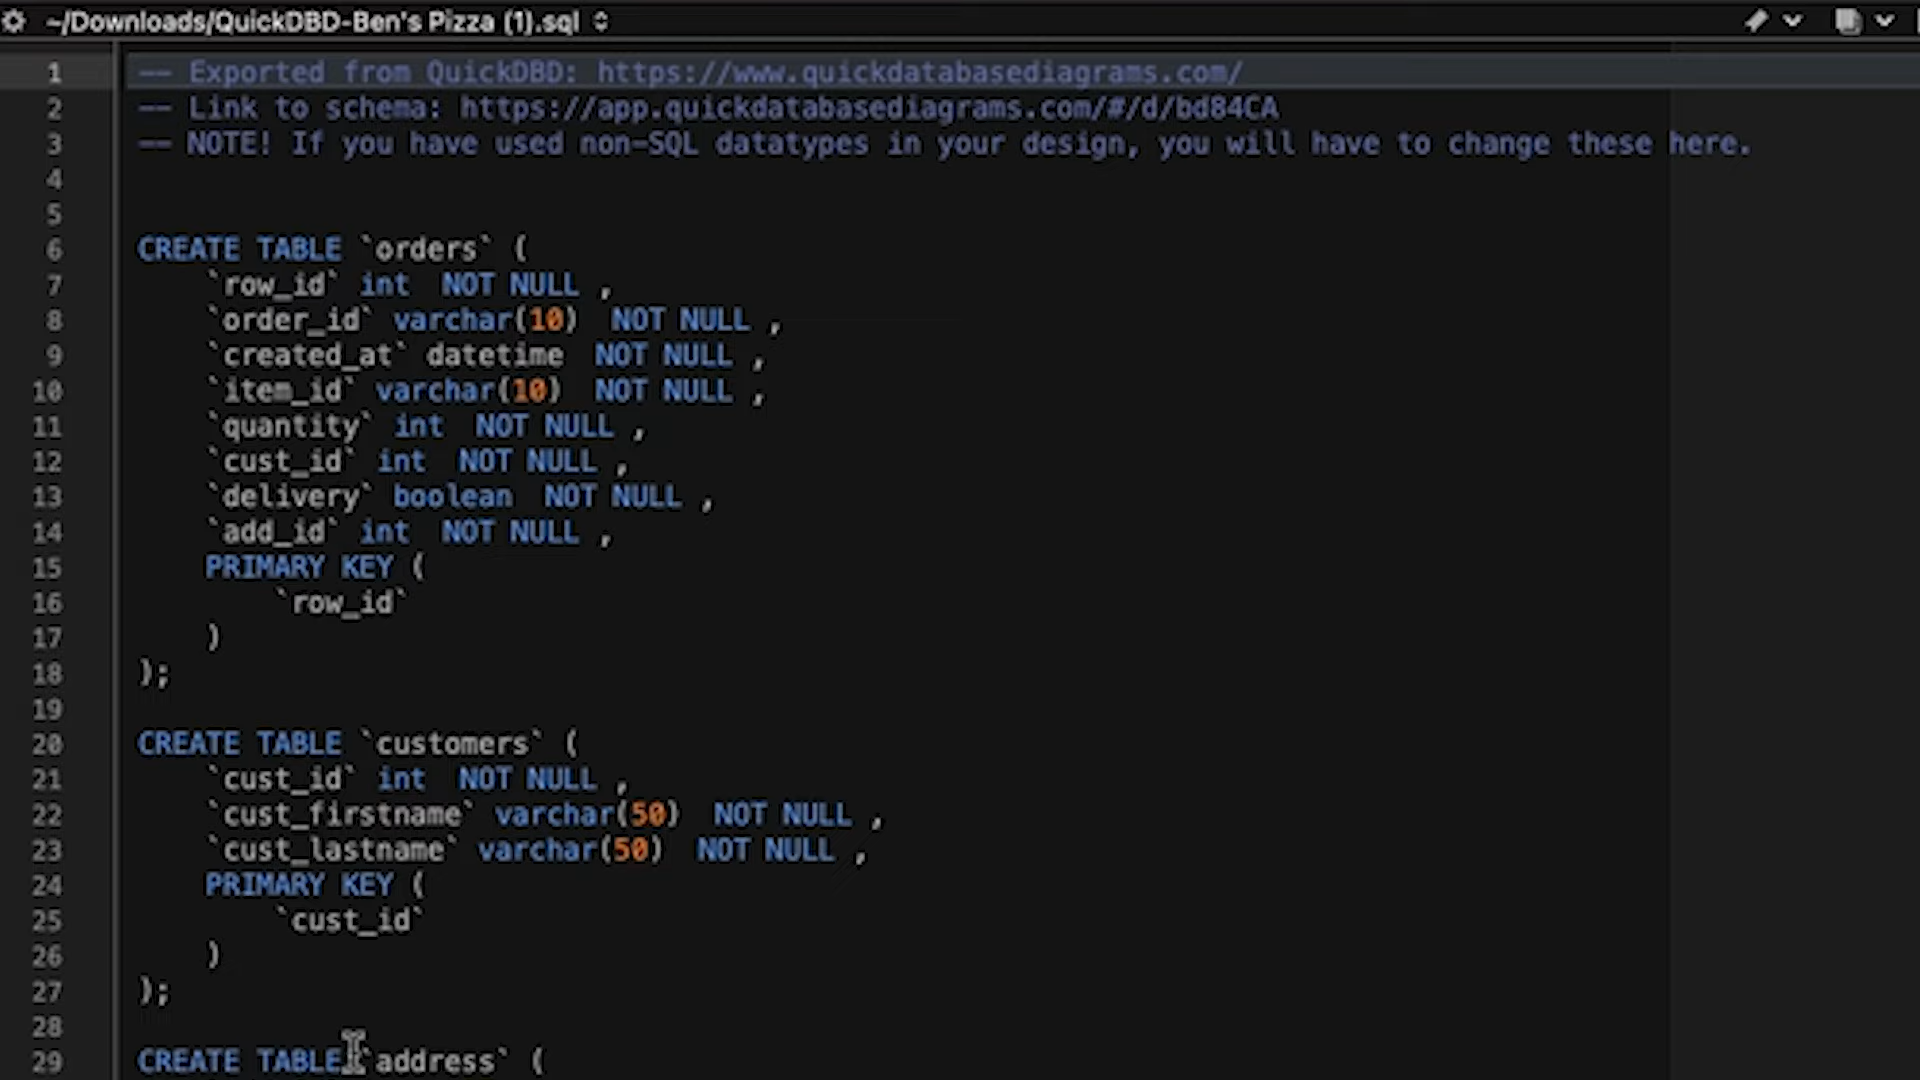 ~/Downloads/QuickDBD-Ben's Pizza (1).sql
1 -- Exported from QuickDBD: https://www.quickdatabasediagrams.com/
2 -- Link to schema: https://app.quickdatabasediagrams.com/#/d/bd84CA
3 -- NOTE! If you have used non-SQL datatypes in your design, you will have to change these here.
4
5
6 CREATE TABLE `orders` (
7     `row_id` int  NOT NULL ,
8     `order_id` varchar(10)  NOT NULL ,
9     `created_at` datetime  NOT NULL ,
10     `item_id` varchar(10)  NOT NULL ,
11     `quantity` int  NOT NULL ,
12     `cust_id` int  NOT NULL ,
13     `delivery` boolean  NOT NULL ,
14     `add_id` int  NOT NULL ,
15     PRIMARY KEY (
16         `row_id`
17     )
18 );
19
20 CREATE TABLE `customers` (
21     `cust_id` int  NOT NULL ,
22     `cust_firstname` varchar(50)  NOT NULL ,
23     `cust_lastname` varchar(50)  NOT NULL ,
24     PRIMARY KEY (
25         `cust_id`
26     )
27 );
28
29 CREATE TABLE `address` (